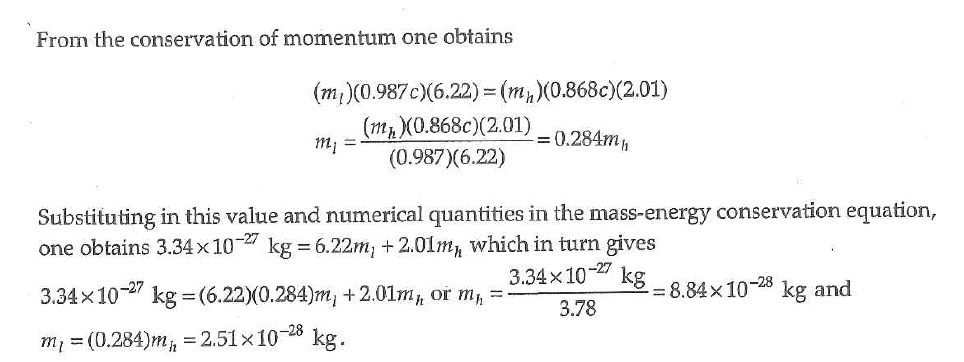 From the conservation of momentum one obtains
(m_l)(0.987c)(6.22) = (m_h)(0.868c)(2.01)
m_l = (m_h)(0.868c)(2.01) / (0.987)(6.22) = 0.284m_h
Substituting in this value and numerical quantities in the mass-energy conservation equation,
one obtains 3.34×10^-27 kg = 6.22m_l + 2.01m_h which in turn gives
3.34×10^-27 kg = (6.22)(0.284)m_l + 2.01m_h or m_h = 3.34×10^-27 kg / 3.78 = 8.84×10^-28 kg and
m_l = (0.284)m_h = 2.51×10^-28 kg.